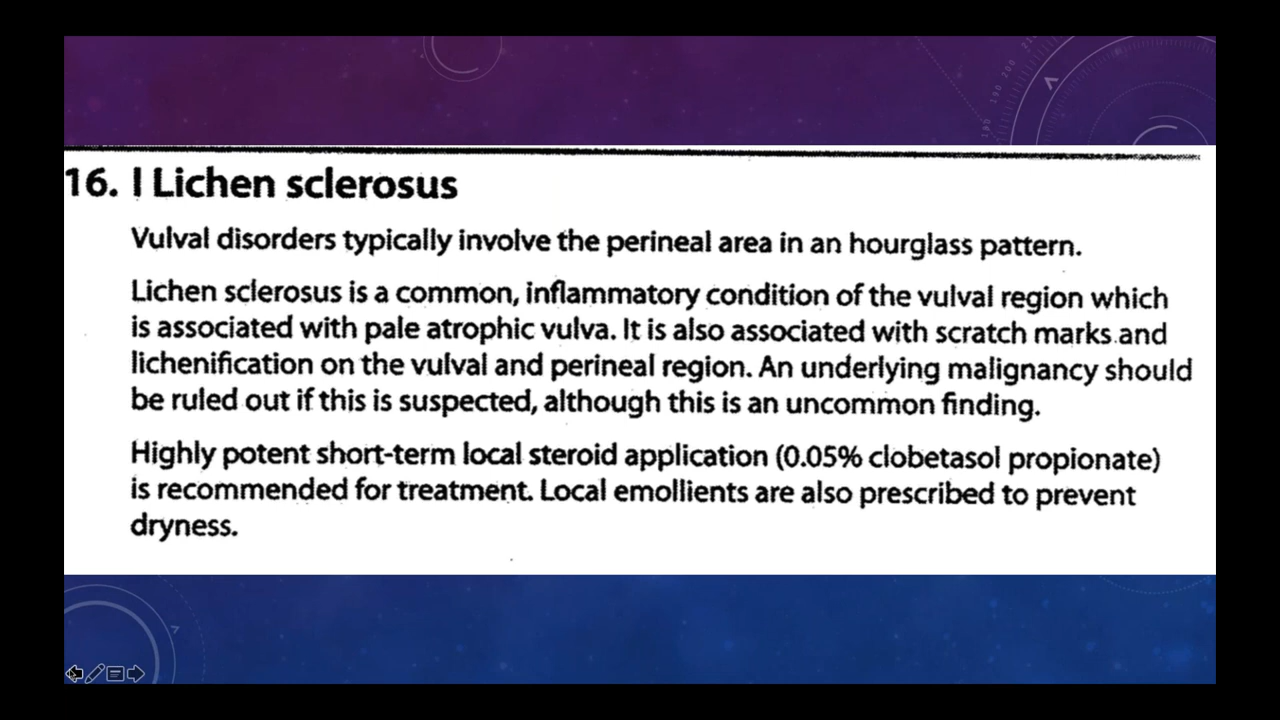 16. I Lichen sclerosus
Vulval disorders typically involve the perineal area in an hourglass pattern.
Lichen sclerosus is a common, inflammatory condition of the vulval region which
is associated with pale atrophic vulva. It is also associated with scratch marks and
lichenification on the vulval and perineal region. An underlying malignancy should
be ruled out if this is suspected, although this is an uncommon finding.
Highly potent short-term local steroid application (0.05% clobetasol propionate)
is recommended for treatment. Local emollients are also prescribed to prevent
dryness.